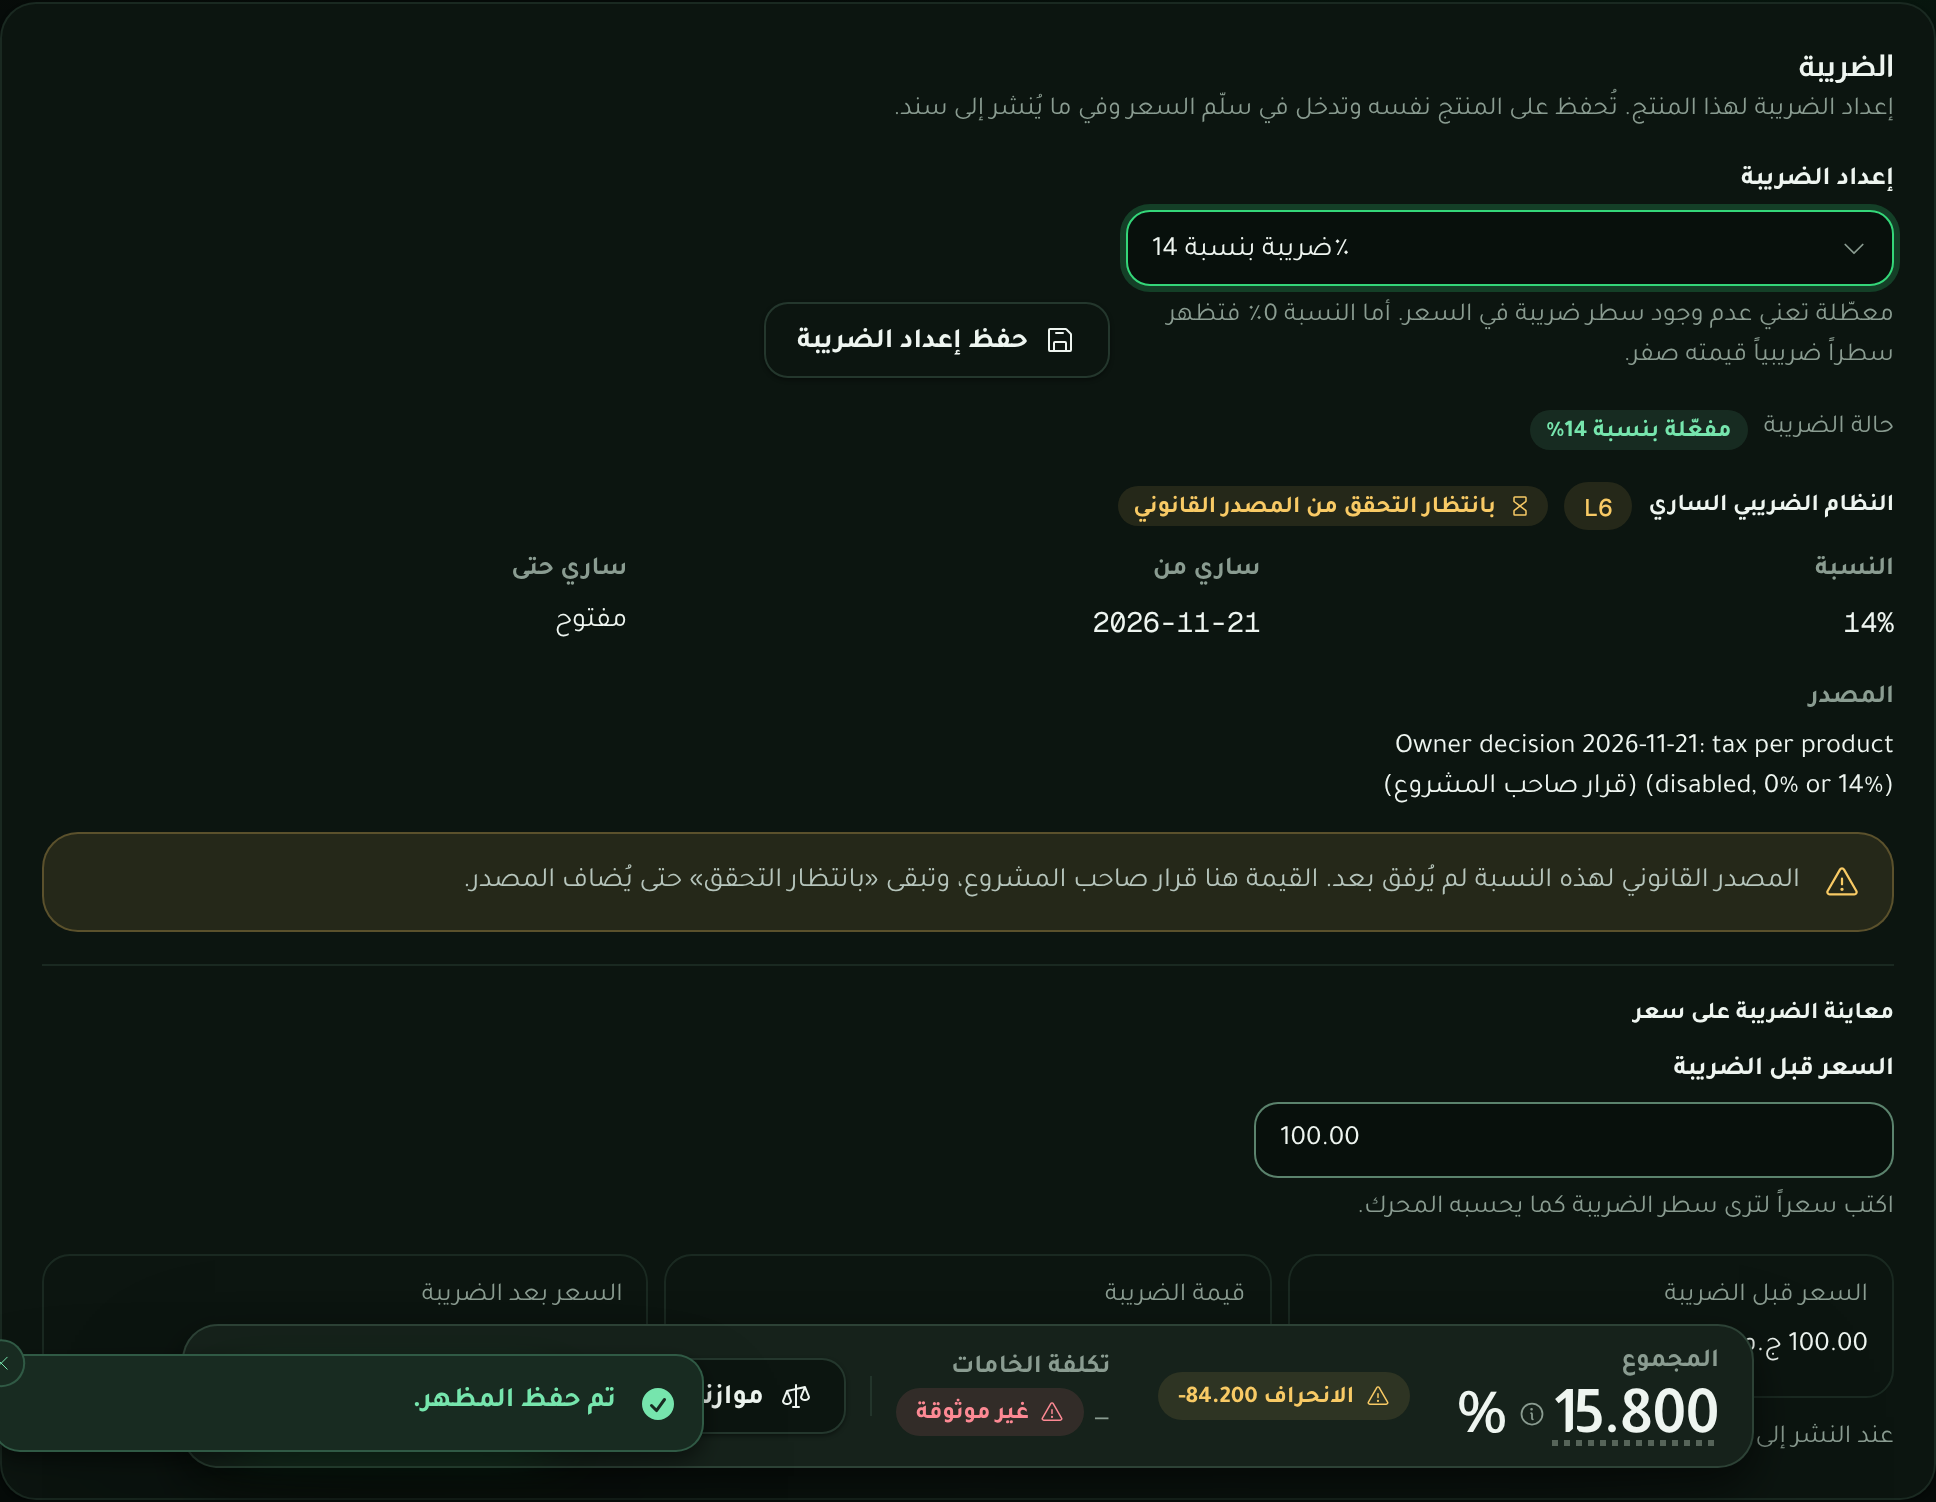 الضريبة
إعداد الضريبة لهذا المنتج. تُحفظ على المنتج نفسه وتدخل في سلّم السعر وفي ما يُنشر إلى سند.
إعداد الضريبة
ضريبة بنسبة 14٪
معطّلة تعني عدم وجود سطر ضريبة في السعر. أما النسبة 0٪ فتظهر
سطراً ضريبياً قيمته صفر.
حفظ إعداد الضريبة
حالة الضريبة مفعّلة بنسبة 14%
النظام الضريبي الساري L6 بانتظار التحقق من المصدر القانوني
النسبة ساري من ساري حتى
14% 2026-11-21 مفتوح
المصدر
Owner decision 2026-11-21: tax per product
(disabled, 0% or 14%) (قرار صاحب المشروع)
المصدر القانوني لهذه النسبة لم يُرفق بعد. القيمة هنا قرار صاحب المشروع، وتبقى «بانتظار التحقق» حتى يُضاف المصدر.
معاينة الضريبة على سعر
السعر قبل الضريبة
100.00
اكتب سعراً لترى سطر الضريبة كما يحسبه المحرك.
السعر قبل الضريبة قيمة الضريبة السعر بعد الضريبة
100.00
المجموع
15.800 %
الانحراف 84.200-
تكلفة الخامات
— غير موثوقة
تم حفظ المظهر.
عند النشر إلى